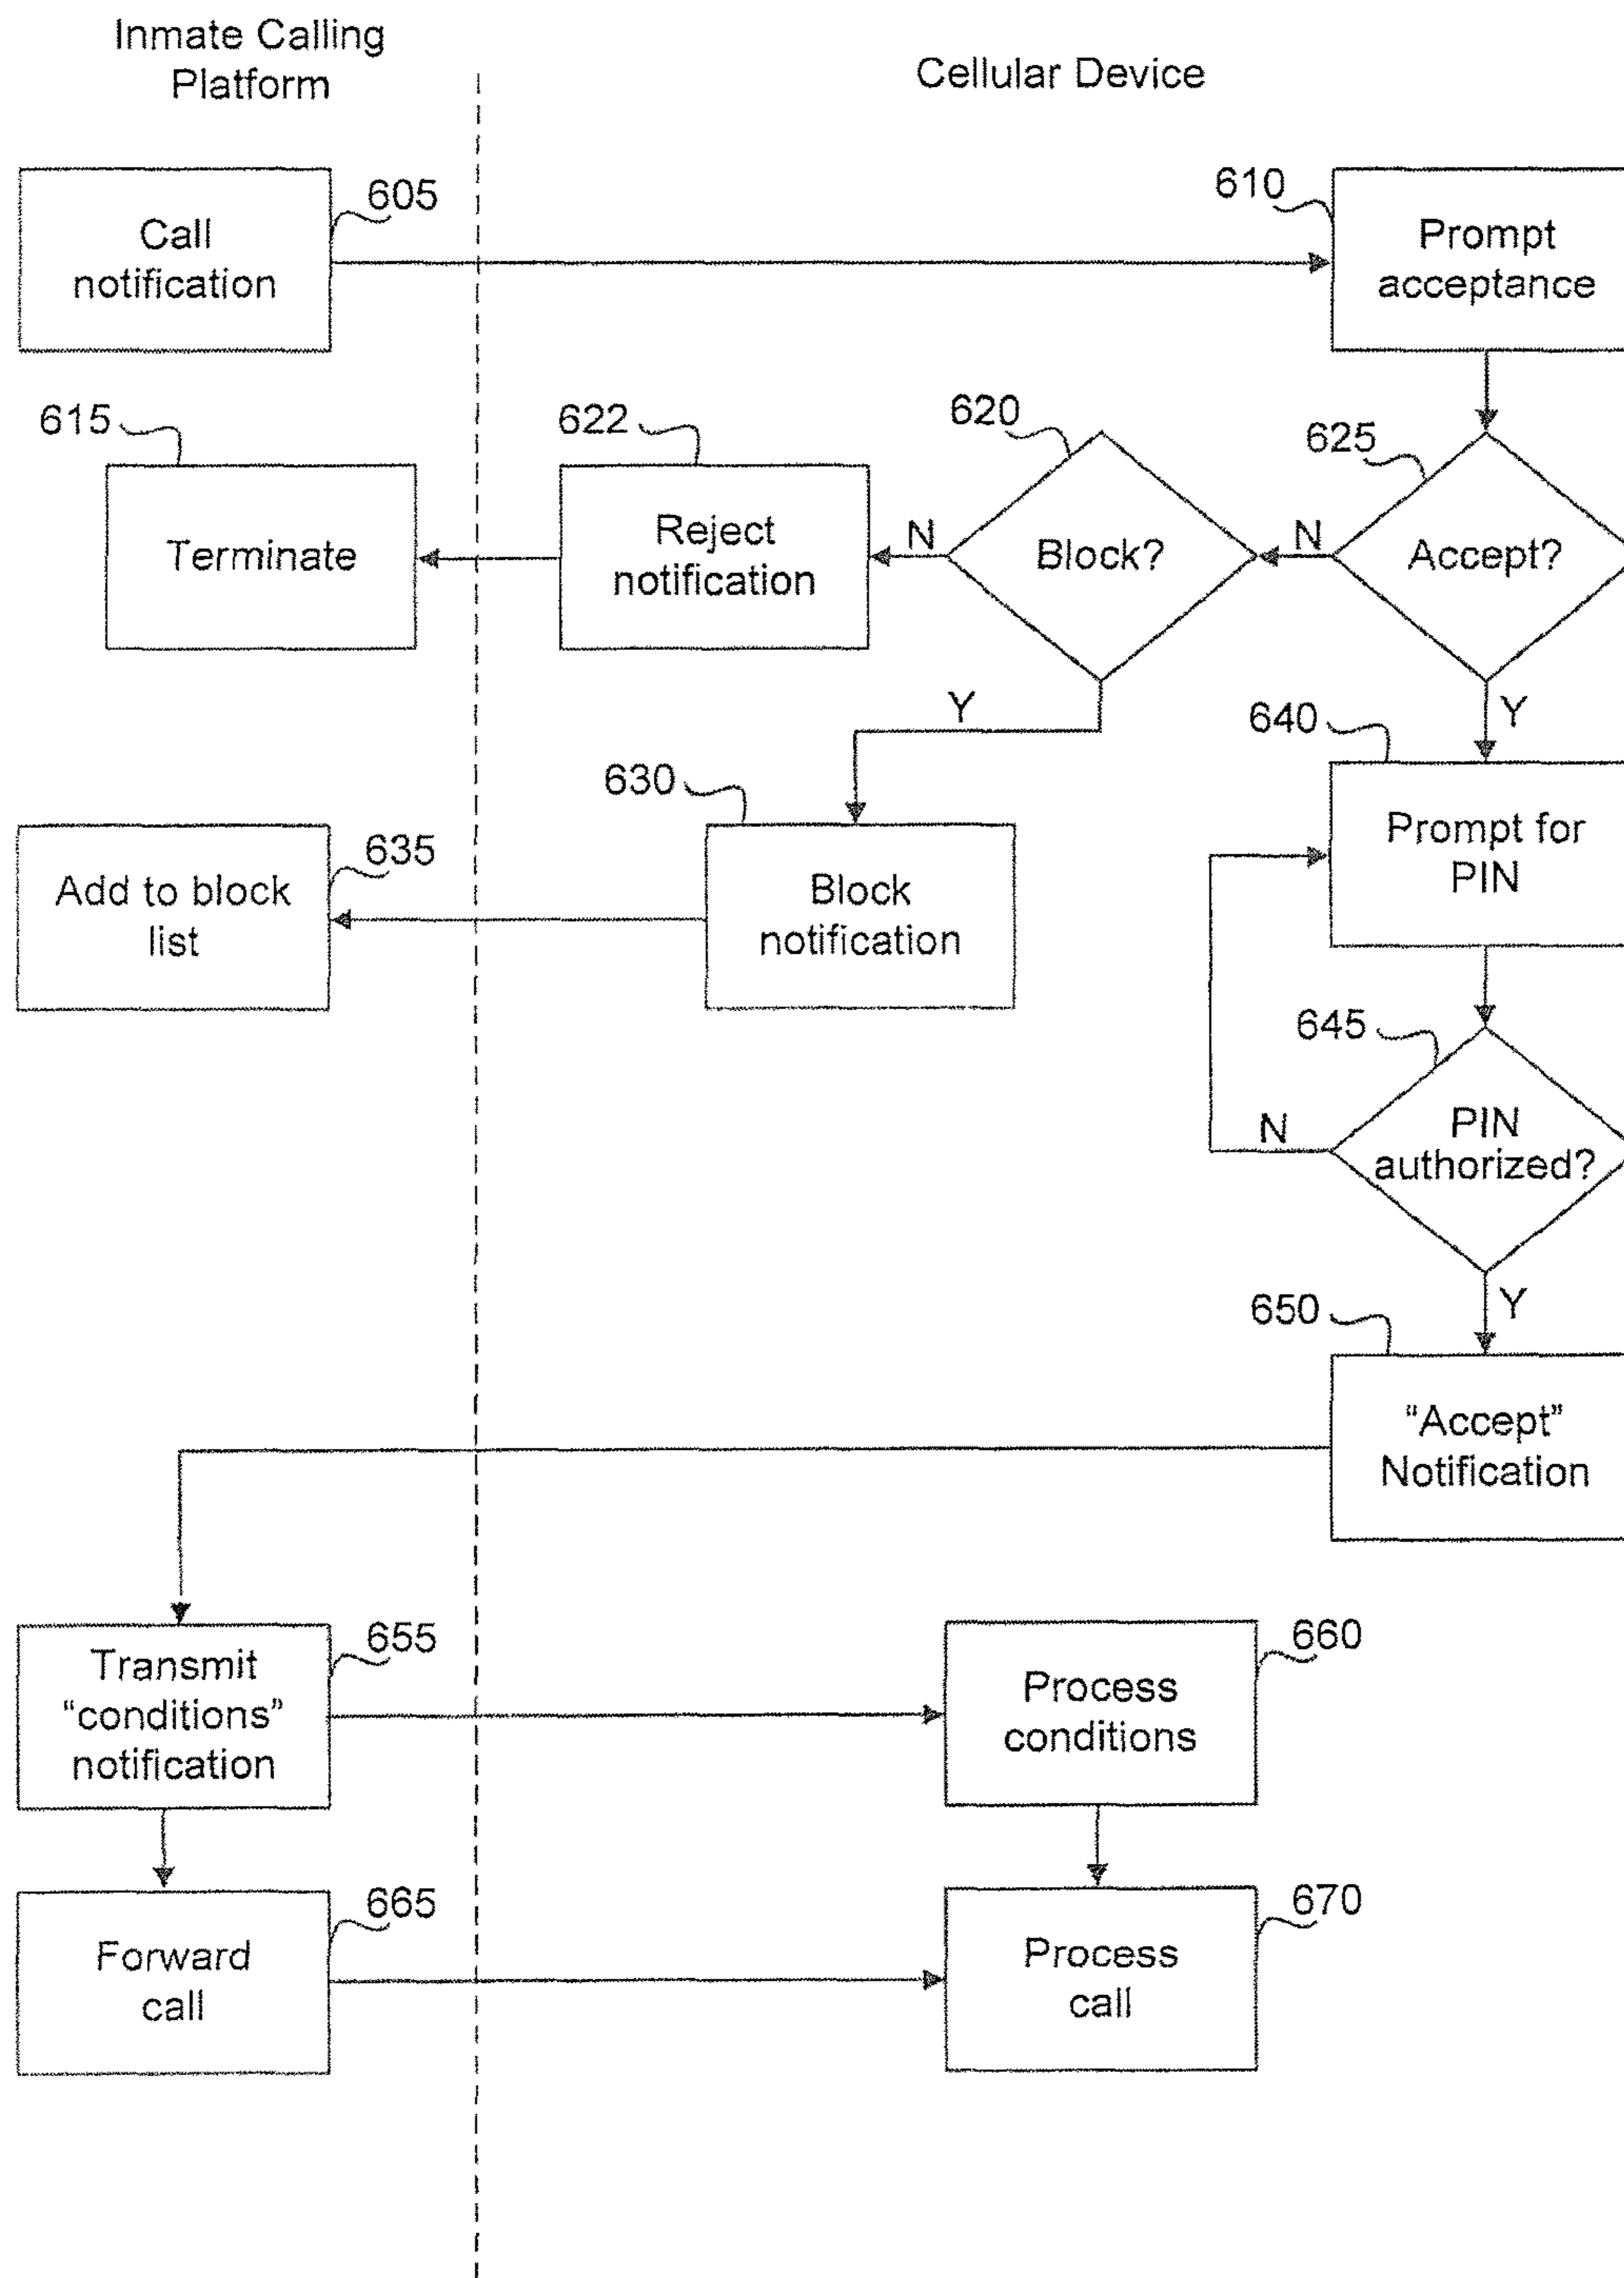 Inmate Calling
Platform
Cellular Device
605
Call
notification
610
Prompt
acceptance
615
Terminate
622
Reject
notification
620
Block?
625
Accept?
N
N
Y
Y
630
Block
notification
635
Add to block
list
640
Prompt for
PIN
645
PIN
authorized?
N
Y
650
“Accept”
Notification
655
Transmit
“conditions”
notification
660
Process
conditions
665
Forward
call
670
Process
call